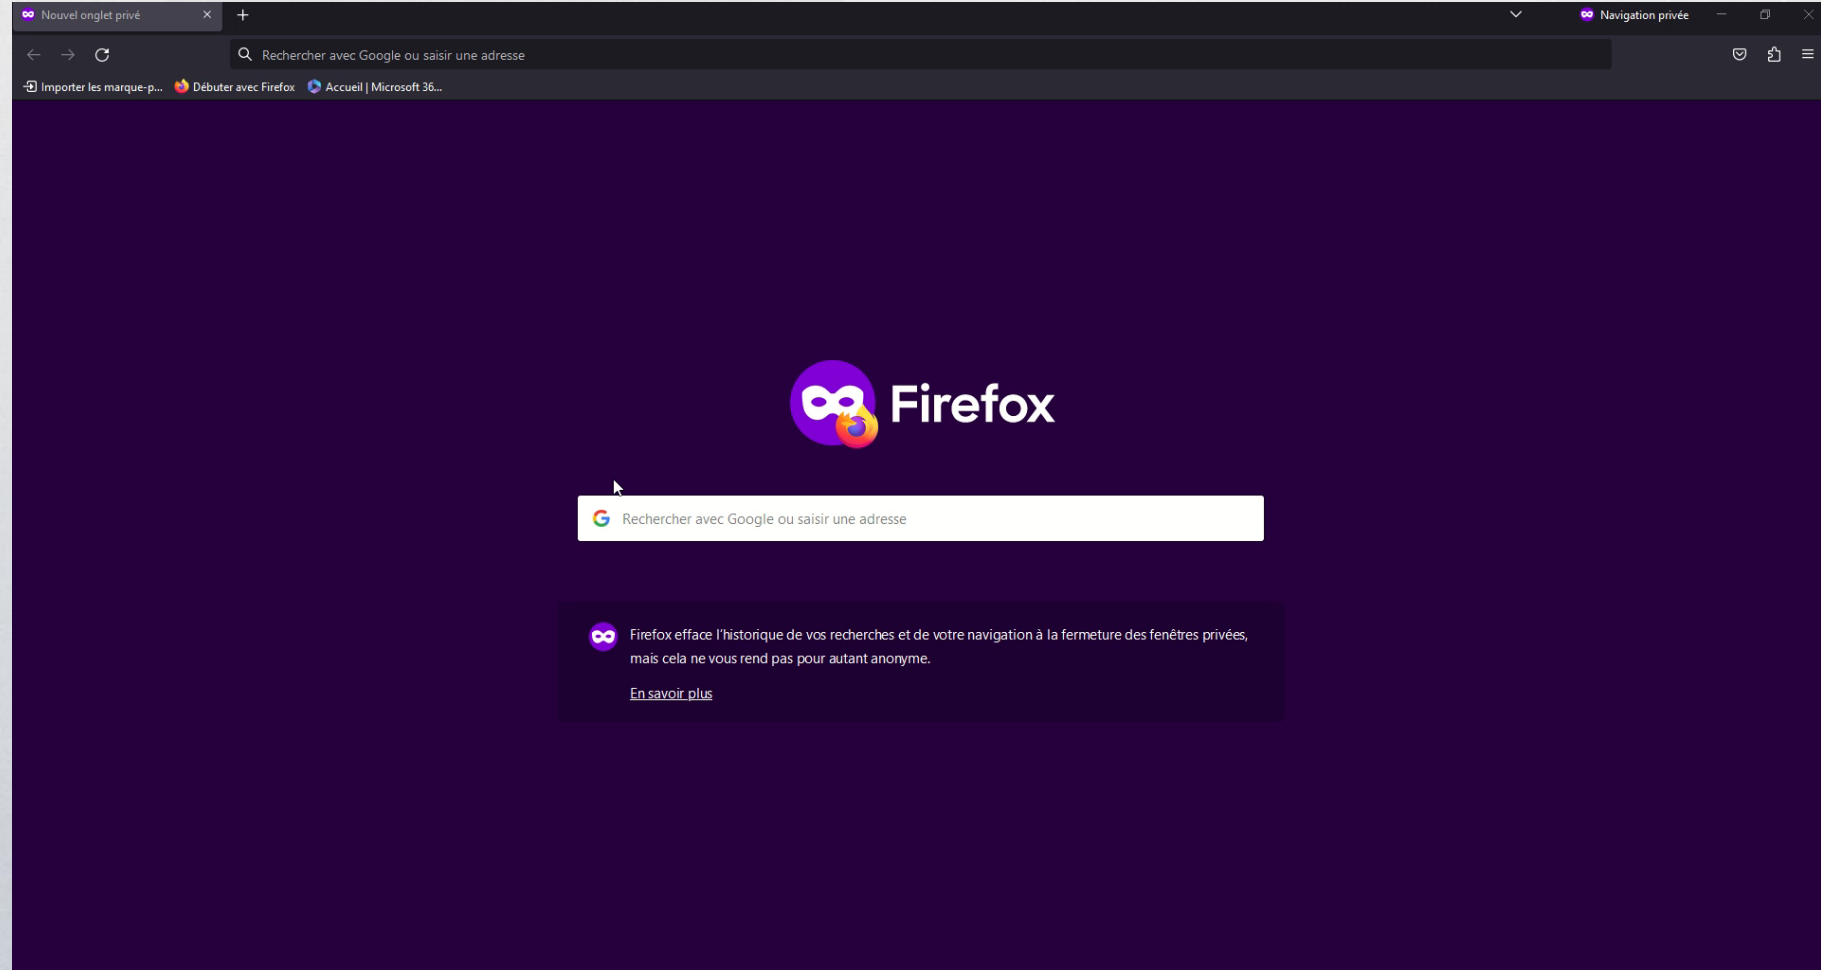 Nouvel onglet privé
Navigation privée
Rechercher avec Google ou saisir une adresse
Importer les marque-p... Débuter avec Firefox Accueil | Microsoft 36...
Firefox
Rechercher avec Google ou saisir une adresse
Firefox efface l'historique de vos recherches et de votre navigation à la fermeture des fenêtres privées,
mais cela ne vous rend pas pour autant anonyme.
En savoir plus